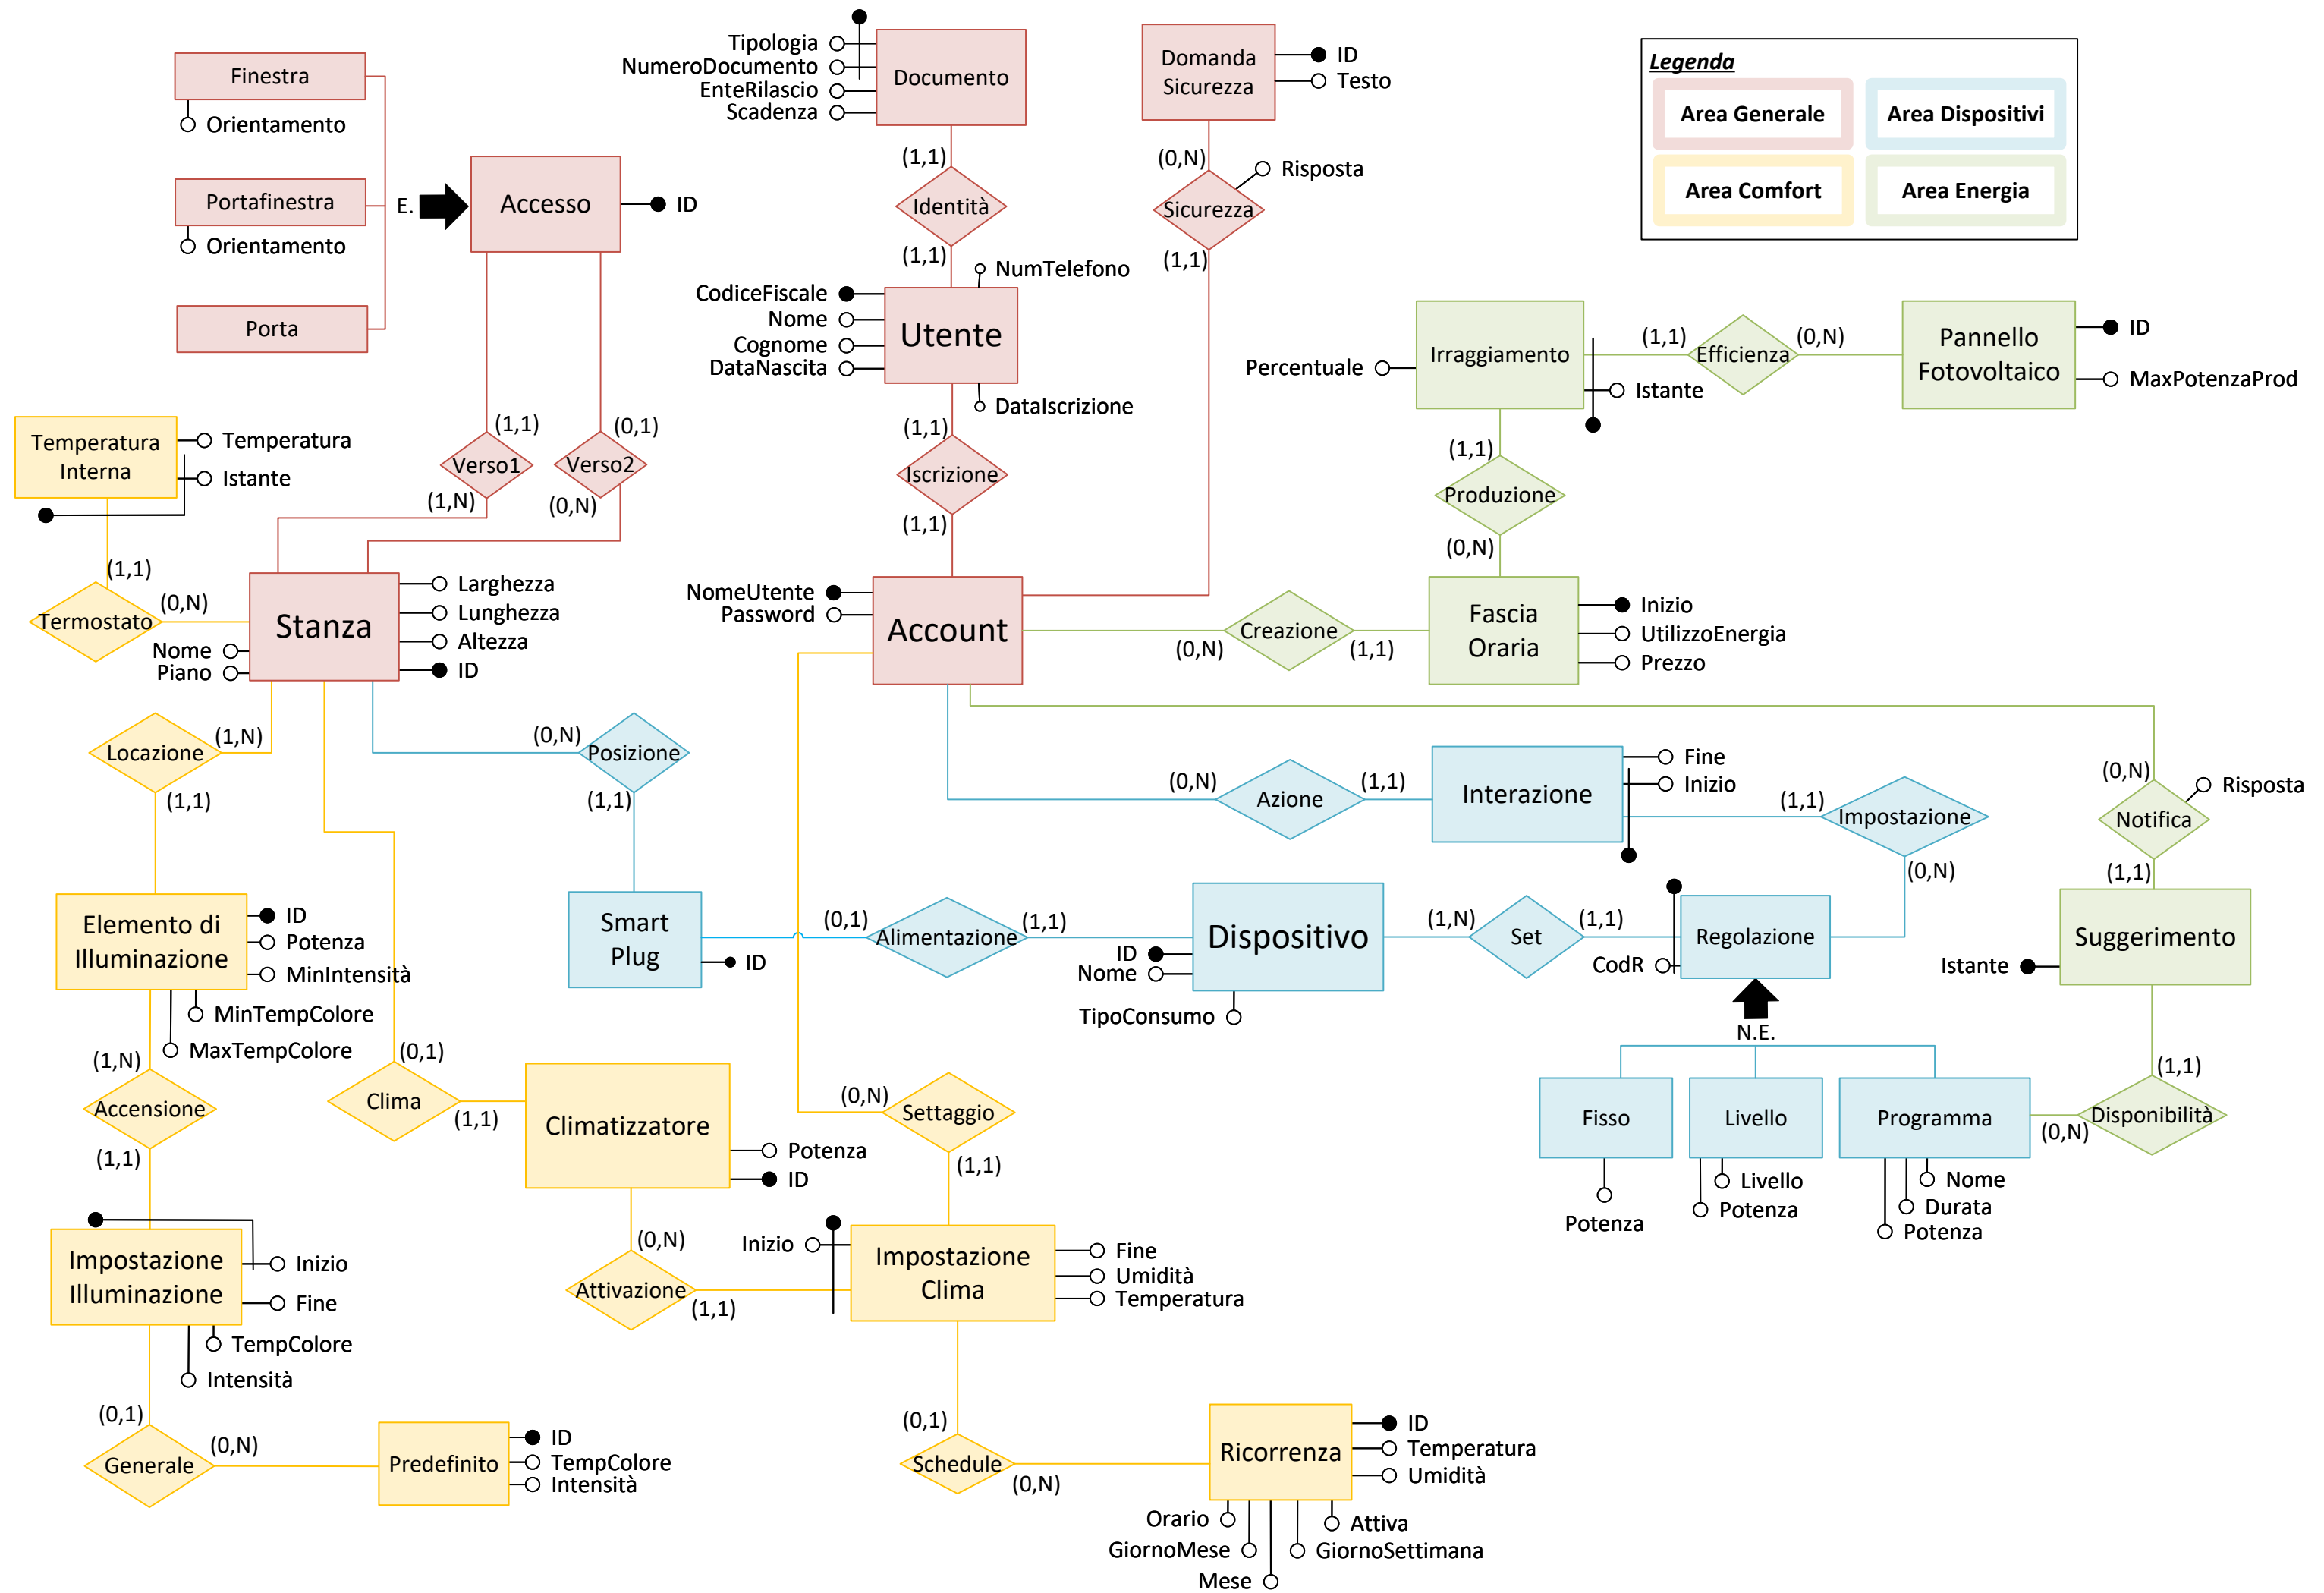 Finestra
Orientamento
Portafinestra
Orientamento
Porta
E.
Accesso
ID
Tipologia
NumeroDocumento
EnteRilascio
Scadenza
Documento
Domanda
Sicurezza
ID
Testo
Legenda
Area Generale
Area Dispositivi
Area Comfort
Area Energia
(1,1)
Identità
(1,1)
(0,N)
Risposta
Sicurezza
(1,1)
NumTelefono
CodiceFiscale
Nome
Cognome
DataNascita
Utente
DataIscrizione
(1,1)
Iscrizione
(1,1)
Percentuale
Irraggiamento
Istante
(1,1)
Efficienza
(0,N)
Pannello
Fotovoltaico
ID
MaxPotenzaProd
(1,1)
Produzione
(0,N)
Temperatura
Interna
Temperatura
Istante
(1,1)
Verso1
(1,N)
(0,1)
Verso2
(0,N)
(1,1)
Termostato
(0,N)
Stanza
Nome
Piano
Larghezza
Lunghezza
Altezza
ID
NomeUtente
Password
Account
(0,N)
Creazione
(1,1)
Fascia
Oraria
Inizio
UtilizzoEnergia
Prezzo
Locazione
(1,N)
(1,1)
(0,N)
Posizione
(1,1)
(0,N)
Azione
(1,1)
Interazione
Fine
Inizio
(1,1)
Impostazione
(0,N)
(0,N)
Risposta
Notifica
(1,1)
Elemento di
Illuminazione
ID
Potenza
MinIntensità
MinTempColore
MaxTempColore
Smart
Plug
ID
(0,1)
Alimentazione
(1,1)
Dispositivo
ID
Nome
TipoConsumo
(1,N)
Set
(1,1)
CodR
Regolazione
N.E.
Istante
Suggerimento
(1,N)
Accensione
(1,1)
(0,1)
Clima
(1,1)
Climatizzatore
Potenza
ID
(0,N)
Settaggio
(1,1)
Fisso
Potenza
Livello
Livello
Potenza
Programma
Nome
Durata
Potenza
(1,1)
Disponibilità
(0,N)
Impostazione
Illuminazione
Inizio
Fine
TempColore
Intensità
(0,N)
Attivazione
(1,1)
Inizio
Impostazione
Clima
Fine
Umidità
Temperatura
(0,1)
Generale
(0,N)
Predefinito
ID
TempColore
Intensità
(0,1)
Schedule
(0,N)
Ricorrenza
ID
Temperatura
Umidità
Orario
GiornoMese
Mese
Attiva
GiornoSettimana